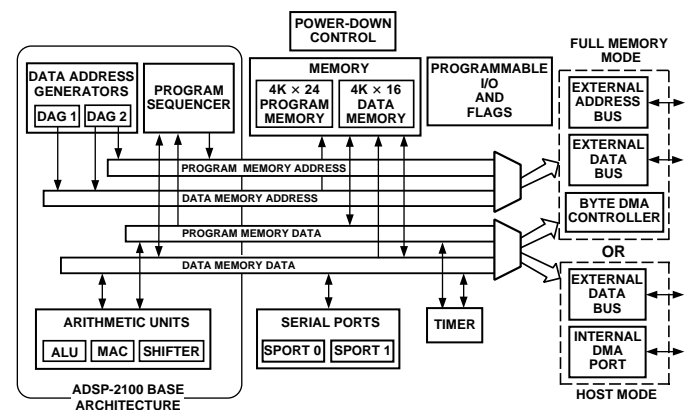 POWER-DOWN
CONTROL
FULL MEMORY
MODE
DATA ADDRESS
GENERATORS
DAG 1
DAG 2
PROGRAM
SEQUENCER
MEMORY
4K × 24
PROGRAM
MEMORY
4K × 16
DATA
MEMORY
PROGRAMMABLE
I/O
AND
FLAGS
EXTERNAL
ADDRESS
BUS
EXTERNAL
DATA
BUS
BYTE DMA
CONTROLLER
PROGRAM MEMORY ADDRESS
DATA MEMORY ADDRESS
PROGRAM MEMORY DATA
DATA MEMORY DATA
OR
EXTERNAL
DATA
BUS
INTERNAL
DMA
PORT
HOST MODE
ARITHMETIC UNITS
ALU
MAC
SHIFTER
SERIAL PORTS
SPORT 0
SPORT 1
TIMER
ADSP-2100 BASE
ARCHITECTURE